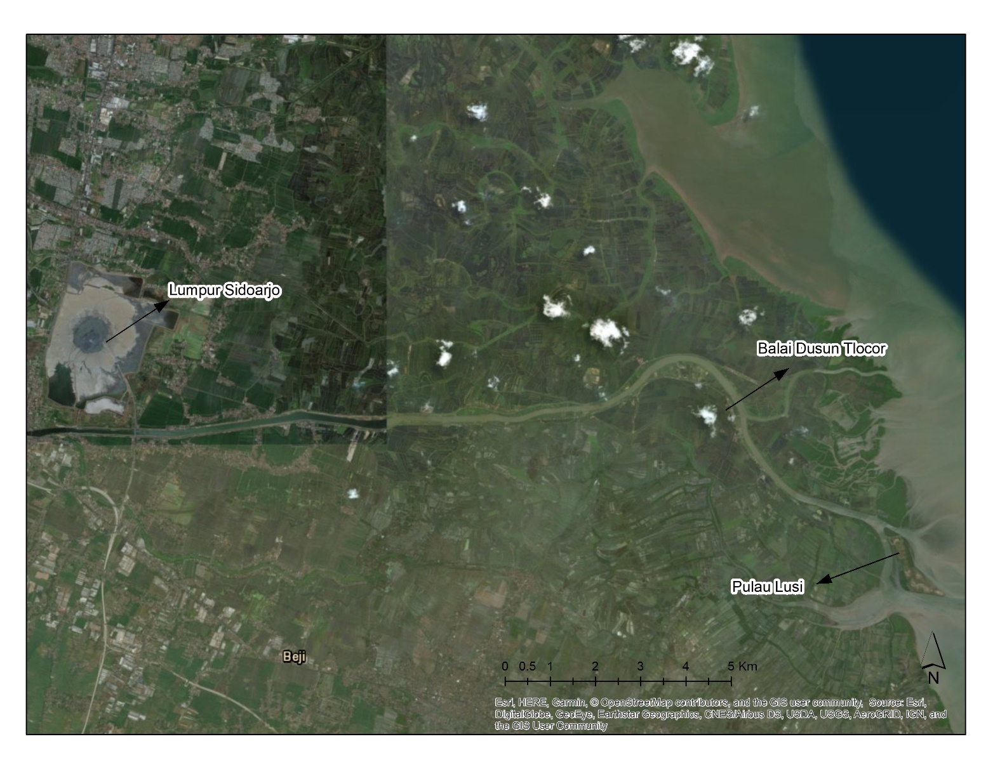 Lumpur Sidoarjo
Balai Dusun Tlocor
Pulau Lusi
Beji
0 0.5 1 2 3 4 5 Km
N
Esri, HERE, Garmin, © OpenStreetMap contributors, and the GIS user community, Source: Esri,
DigitalGlobe, GeoEye, Earthstar Geographics, CNES/Airbus DS, USDA, USGS, AeroGRID, IGN, and
the GIS User Community